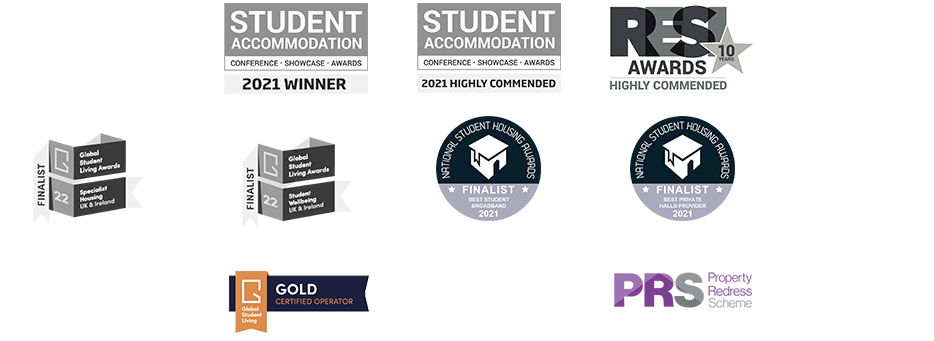 STUDENT
ACCOMMODATION
CONFERENCE · SHOWCASE · AWARDS
2021 WINNER
STUDENT
ACCOMMODATION
CONFERENCE · SHOWCASE · AWARDS
2021 HIGHLY COMMENDED
RESI
10
YEARS
AWARDS
HIGHLY COMMENDED
FINALIST
Global
Student
Living Awards
22
Specialist
Housing
UK & Ireland
FINALIST
Global
Student
Living Awards
22
Student
Wellbeing
UK & Ireland
NATIONAL STUDENT HOUSING AWARDS
FINALIST
BEST STUDENT
BROADBAND
2021
NATIONAL STUDENT HOUSING AWARDS
FINALIST
BEST PRIVATE
HALLS PROVIDER
2021
Global
Student
Living
GOLD
CERTIFIED OPERATOR
PRS
Property
Redress
Scheme